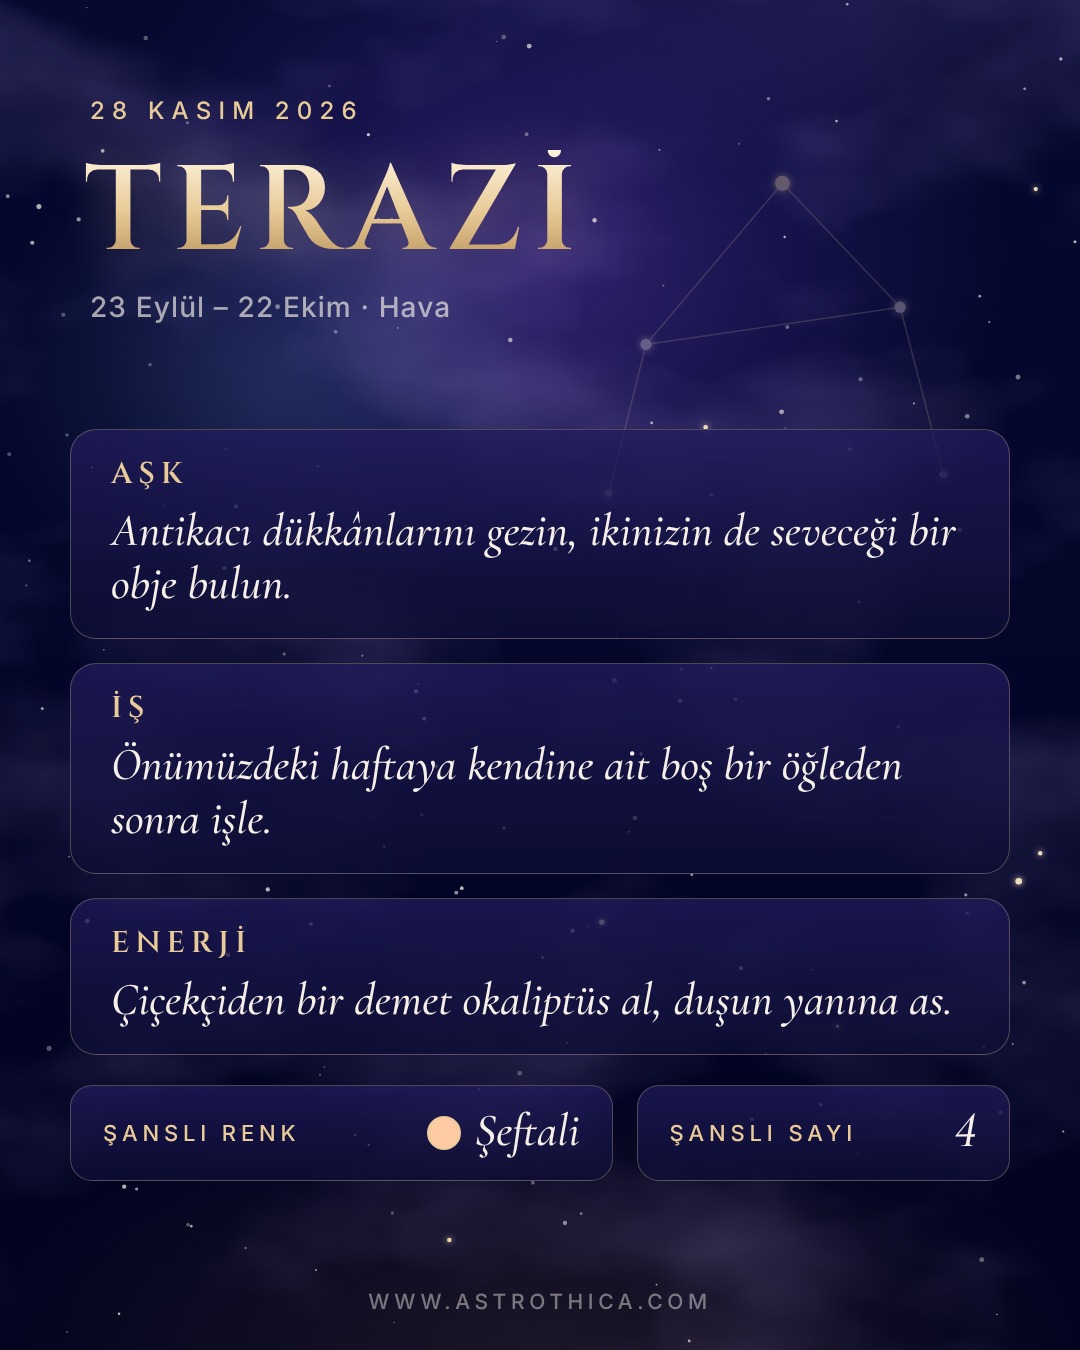 28 KASIM 2026
TERAZİ
23 Eylül – 22 Ekim · Hava
AŞK
Antikacı dükkânlarını gezin, ikinizin de seveceği bir
obje bulun.
İŞ
Önümüzdeki haftaya kendine ait boş bir öğleden
sonra işle.
ENERJİ
Çiçekçiden bir demet okaliptüs al, duşun yanına as.
ŞANSLI RENK
Şeftali
ŞANSLI SAYI
4
WWW.ASTROTHICA.COM